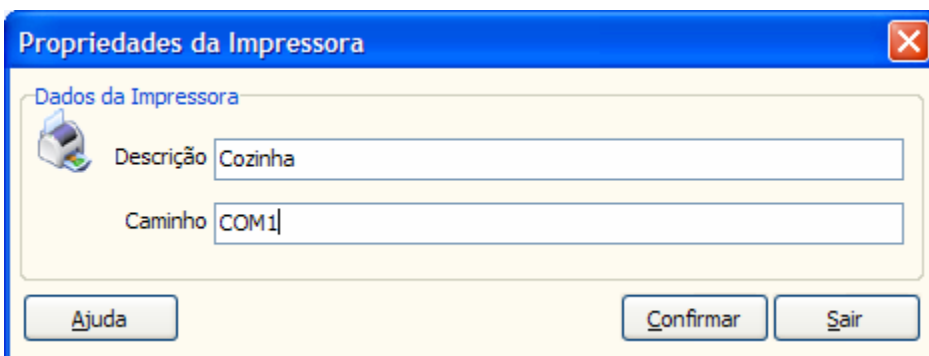 Propriedades da Impressora
Dados da Impressora
Descrição Cozinha
Caminho COM1
Ajuda Confirmar Sair